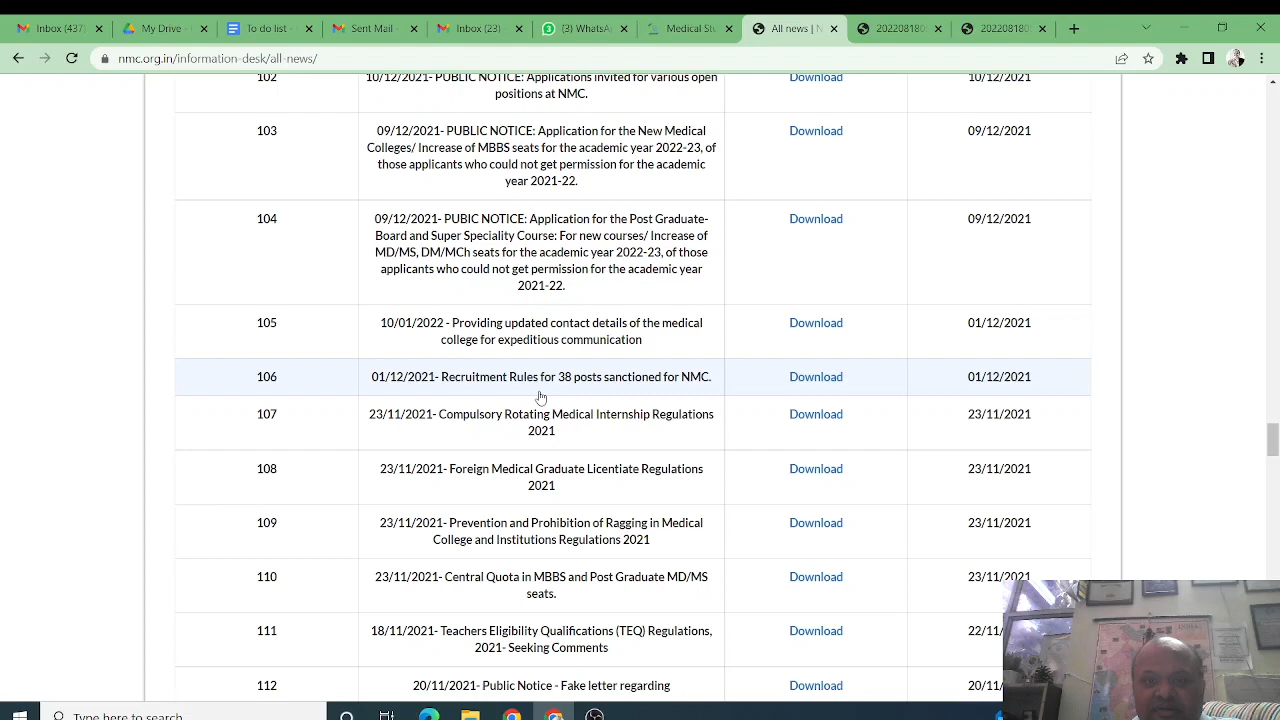 Inbox (437)
My Drive -
To do list -
Sent Mail -
Inbox (23)
(3) WhatsA
Medical Stu
All news | N
202208180
2022081800
nmc.org.in/information-desk/all-news/
102
10/12/2021- PUBLIC NOTICE: Applications invited for various open
positions at NMC.
Download
10/12/2021
103
09/12/2021- PUBLIC NOTICE: Application for the New Medical
Colleges/ Increase of MBBS seats for the academic year 2022-23, of
those applicants who could not get permission for the academic
year 2021-22.
Download
09/12/2021
104
09/12/2021- PUBIC NOTICE: Application for the Post Graduate-
Board and Super Speciality Course: For new courses/ Increase of
MD/MS, DM/MCh seats for the academic year 2022-23, of those
applicants who could not get permission for the academic year
2021-22.
Download
09/12/2021
105
10/01/2022 - Providing updated contact details of the medical
college for expeditious communication
Download
01/12/2021
106
01/12/2021- Recruitment Rules for 38 posts sanctioned for NMC.
Download
01/12/2021
107
23/11/2021- Compulsory Rotating Medical Internship Regulations
2021
Download
23/11/2021
108
23/11/2021- Foreign Medical Graduate Licentiate Regulations
2021
Download
23/11/2021
109
23/11/2021- Prevention and Prohibition of Ragging in Medical
College and Institutions Regulations 2021
Download
23/11/2021
110
23/11/2021- Central Quota in MBBS and Post Graduate MD/MS
seats.
Download
23/11/2021
111
18/11/2021- Teachers Eligibility Qualifications (TEQ) Regulations,
2021- Seeking Comments
Download
22/11/
112
20/11/2021- Public Notice - Fake letter regarding
Download
20/11/
Type here to search